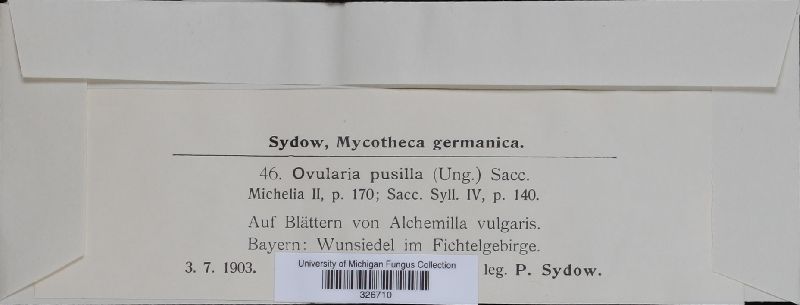 Sydow, Mycotheca germanica.
46. Ovularia pusilla (Ung.) Sacc.
Michelia II, p. 170; Sacc. Syll. IV, p. 140.
Auf Blättern von Alchemilla vulgaris.
Bayern: Wunsiedel im Fichtelgebirge.
3. 7. 1903. leg. P. Sydow.
University of Michigan Fungus Collection
326710